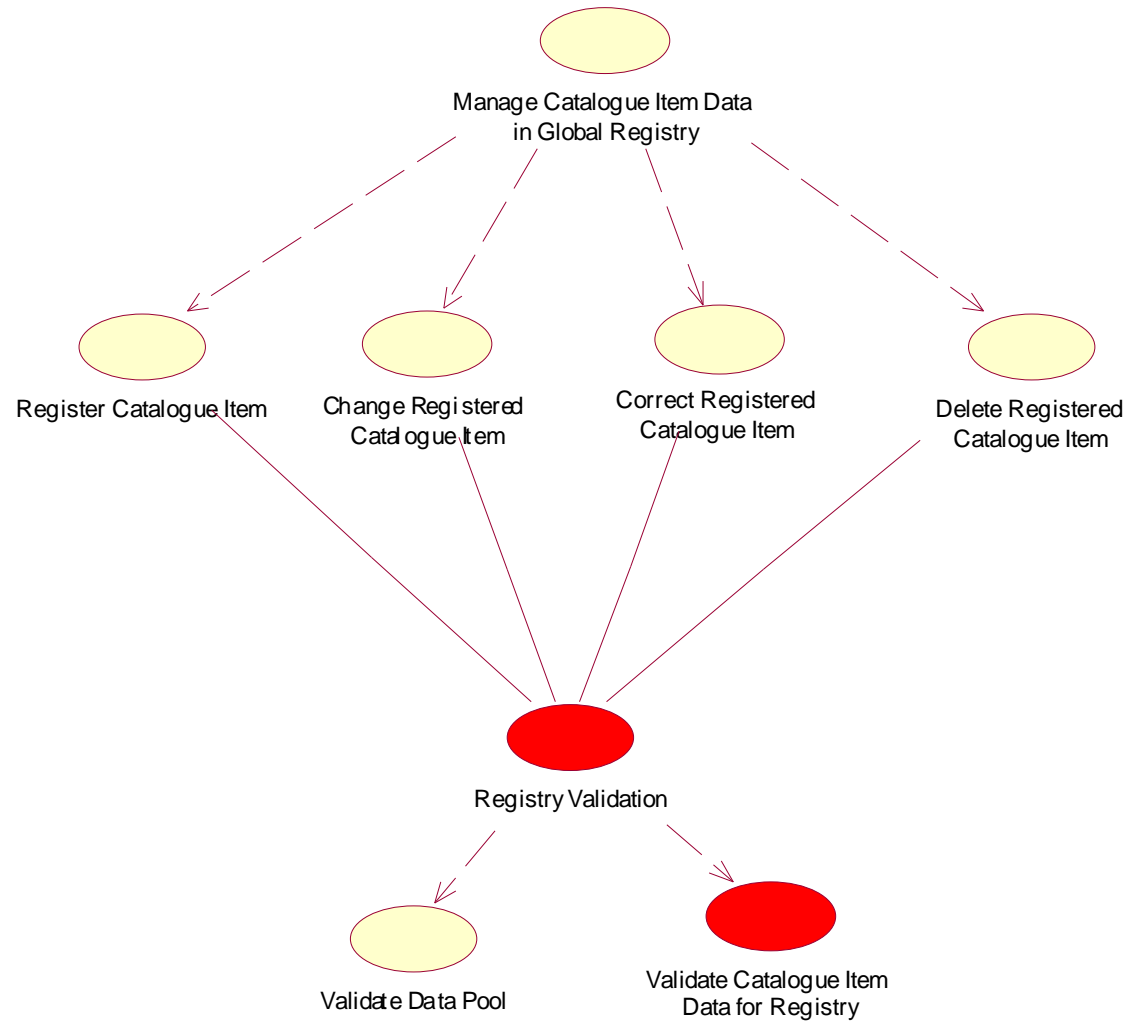 Manage Catalogue Item Data
in Global Registry
Register Catalogue Item
Change Registered
Catalogue Item
Correct Registered
Catalogue Item
Delete Registered
Catalogue Item
Registry Validation
Validate Data Pool
Validate Catalogue Item
Data for Registry